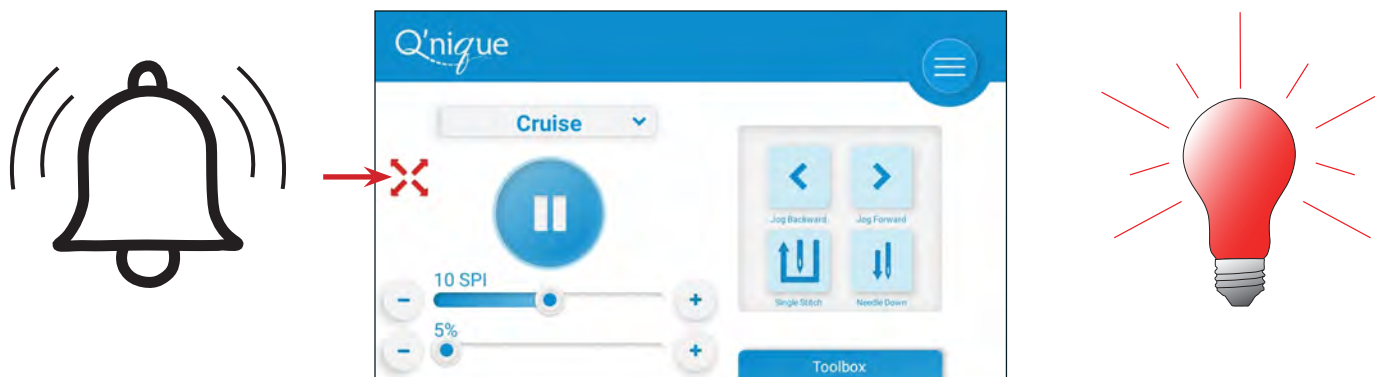 Q'nique
Cruise
Jog Backward
Jog Forward
10 SPI
Single Stitch
Needle Down
5%
Toolbox